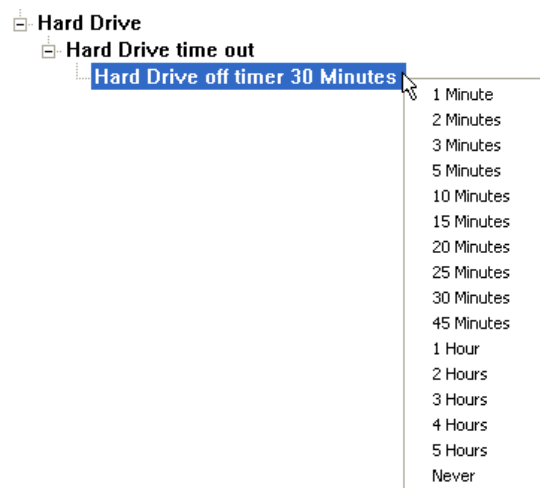 Hard Drive
Hard Drive time out
Hard Drive off timer 30 Minutes
1 Minute
2 Minutes
3 Minutes
5 Minutes
10 Minutes
15 Minutes
20 Minutes
25 Minutes
30 Minutes
45 Minutes
1 Hour
2 Hours
3 Hours
4 Hours
5 Hours
Never